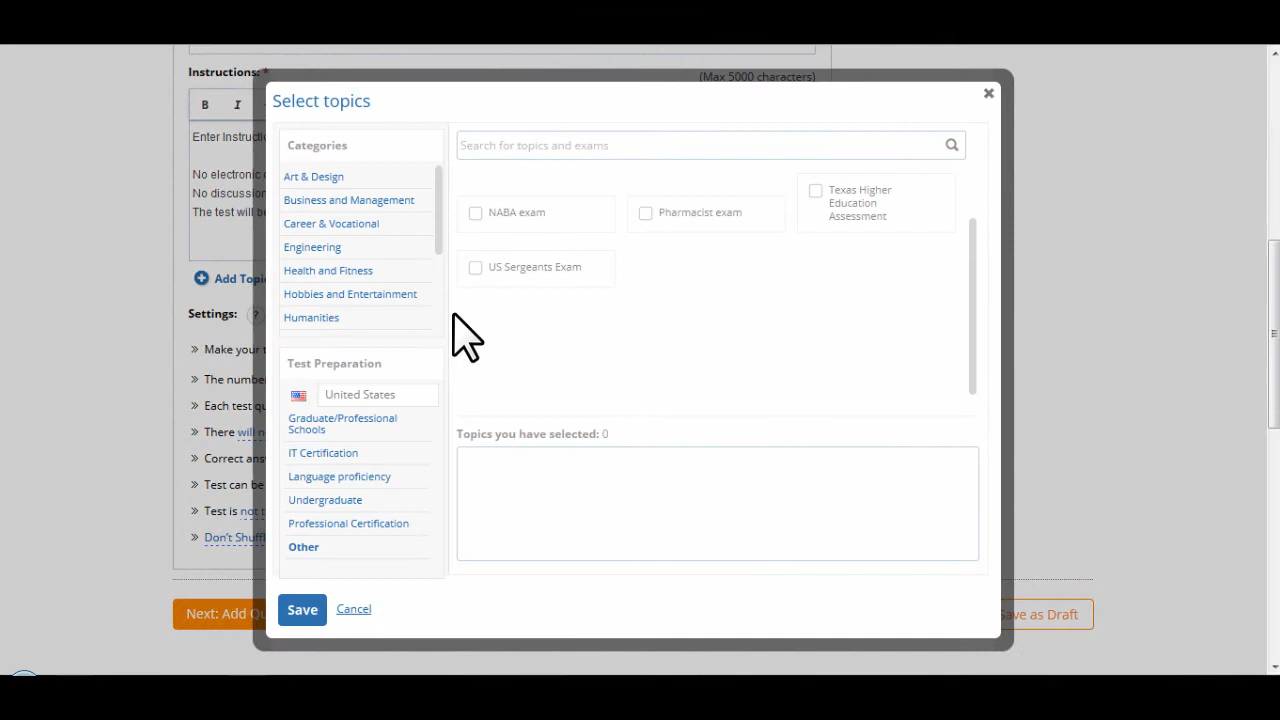 Instructions: *
(Max 5000 characters)
B I
Enter Instructi
No electronic
No discussion
The test will be
Add Topi
Settings: ?
Make your t
The numbe
Each test qu
There will no
Correct answ
Test can be
Test is not t
Don't Shuffl
Next: Add Qu
Save as Draft
Select topics
Categories
Art & Design
Business and Management
Career & Vocational
Engineering
Health and Fitness
Hobbies and Entertainment
Humanities
Test Preparation
United States
Graduate/Professional
Schools
IT Certification
Language proficiency
Undergraduate
Professional Certification
Other
Search for topics and exams
NABA exam
Pharmacist exam
Texas Higher
Education
Assessment
US Sergeants Exam
Topics you have selected: 0
Save
Cancel